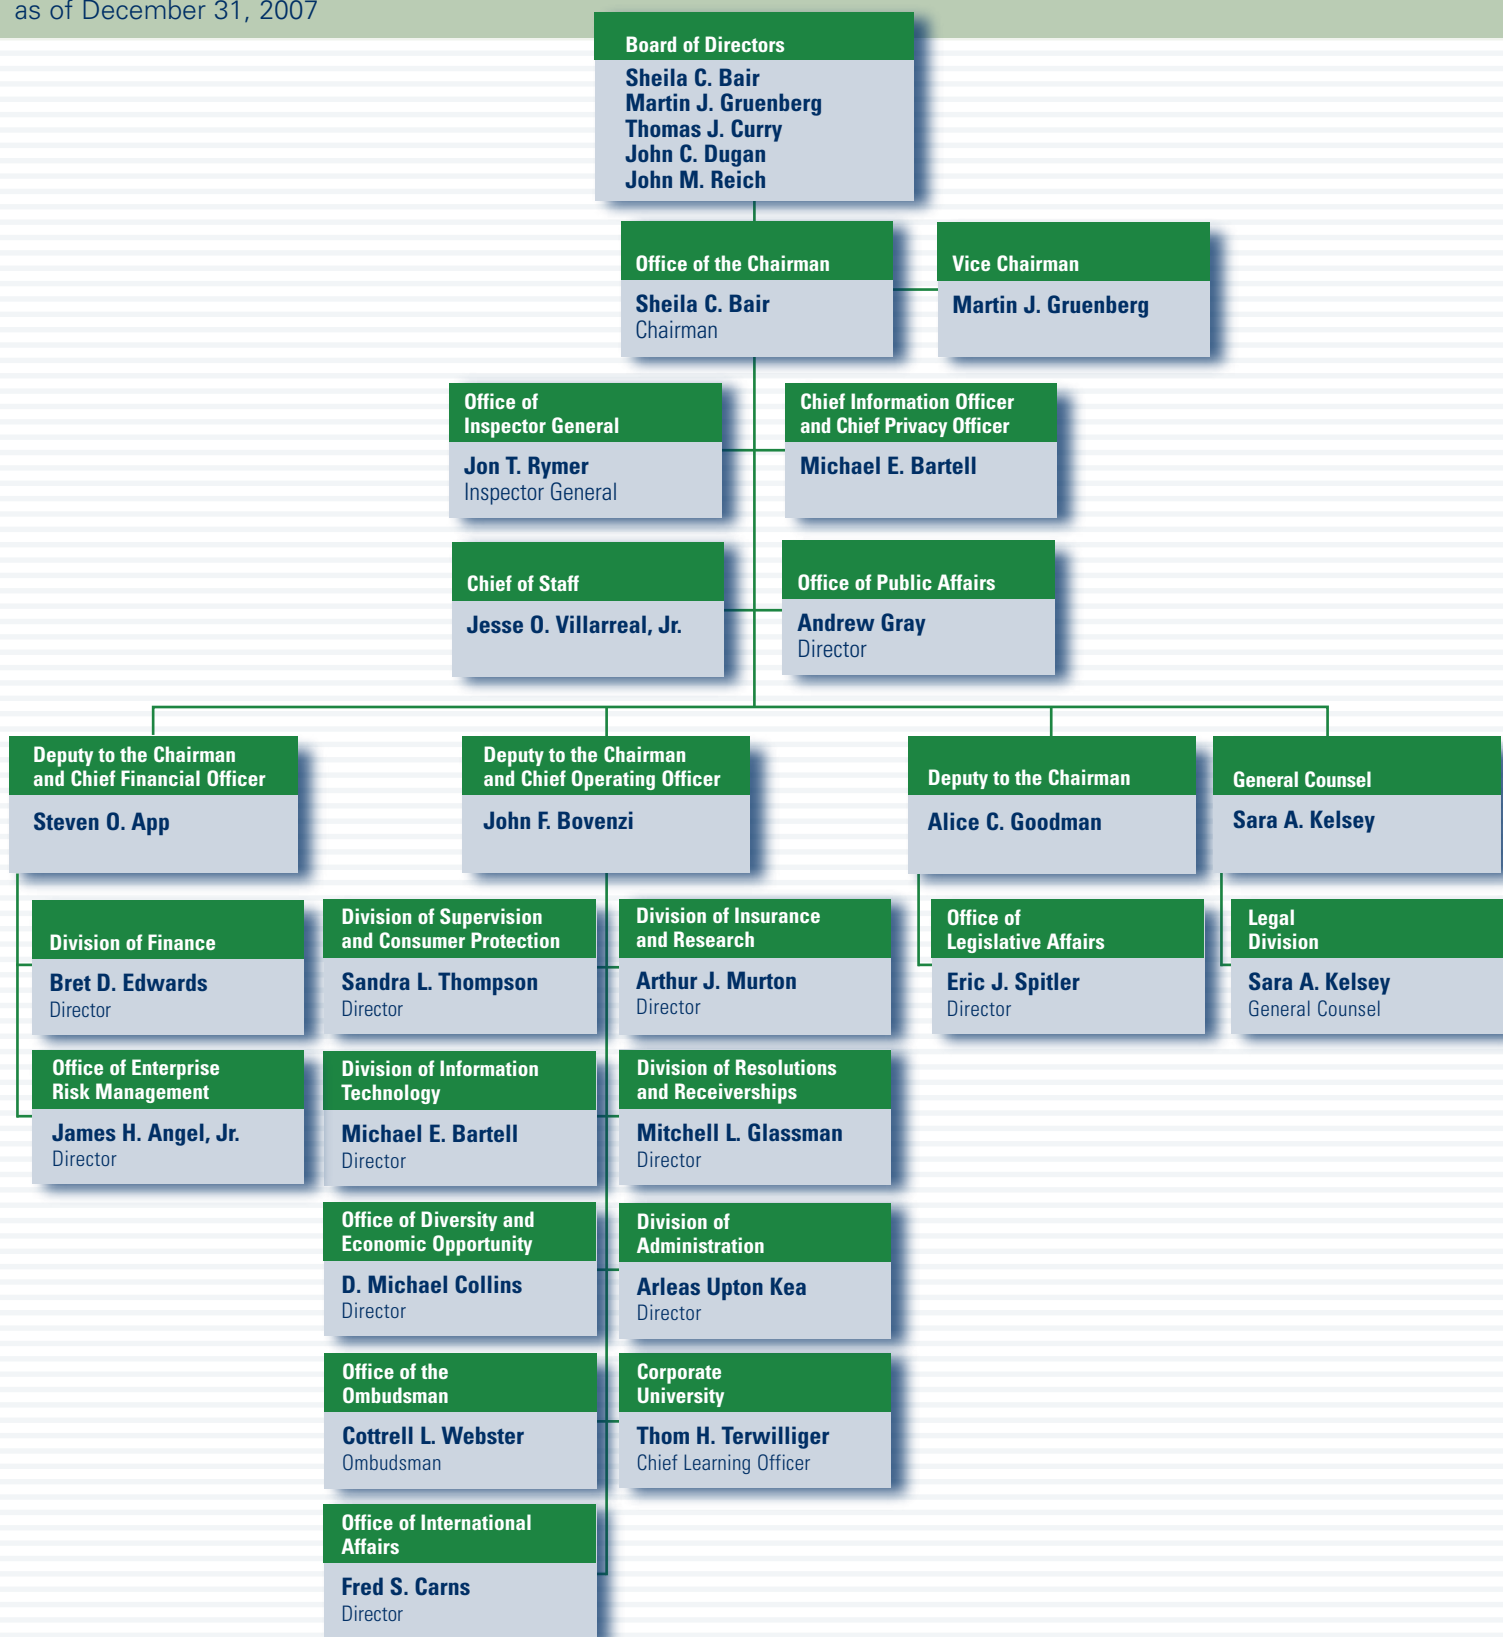 as of December 31, 2007
Board of Directors
Sheila C. Bair
Martin J. Gruenberg
Thomas J. Curry
John C. Dugan
John M. Reich
Office of the Chairman
Sheila C. Bair
Chairman
Vice Chairman
Martin J. Gruenberg
Office of
Inspector General
Jon T. Rymer
Inspector General
Chief Information Officer
and Chief Privacy Officer
Michael E. Bartell
Chief of Staff
Jesse O. Villarreal, Jr.
Office of Public Affairs
Andrew Gray
Director
Deputy to the Chairman
and Chief Financial Officer
Steven O. App
Deputy to the Chairman
and Chief Operating Officer
John F. Bovenzi
Deputy to the Chairman
Alice C. Goodman
General Counsel
Sara A. Kelsey
Division of Finance
Bret D. Edwards
Director
Division of Supervision
and Consumer Protection
Sandra L. Thompson
Director
Division of Insurance
and Research
Arthur J. Murton
Director
Office of
Legislative Affairs
Eric J. Spitler
Director
Legal
Division
Sara A. Kelsey
General Counsel
Office of Enterprise
Risk Management
James H. Angel, Jr.
Director
Division of Information
Technology
Michael E. Bartell
Director
Division of Resolutions
and Receiverships
Mitchell L. Glassman
Director
Office of Diversity and
Economic Opportunity
D. Michael Collins
Director
Division of
Administration
Arleas Upton Kea
Director
Office of the
Ombudsman
Cottrell L. Webster
Ombudsman
Corporate
University
Thom H. Terwilliger
Chief Learning Officer
Office of International
Affairs
Fred S. Carns
Director